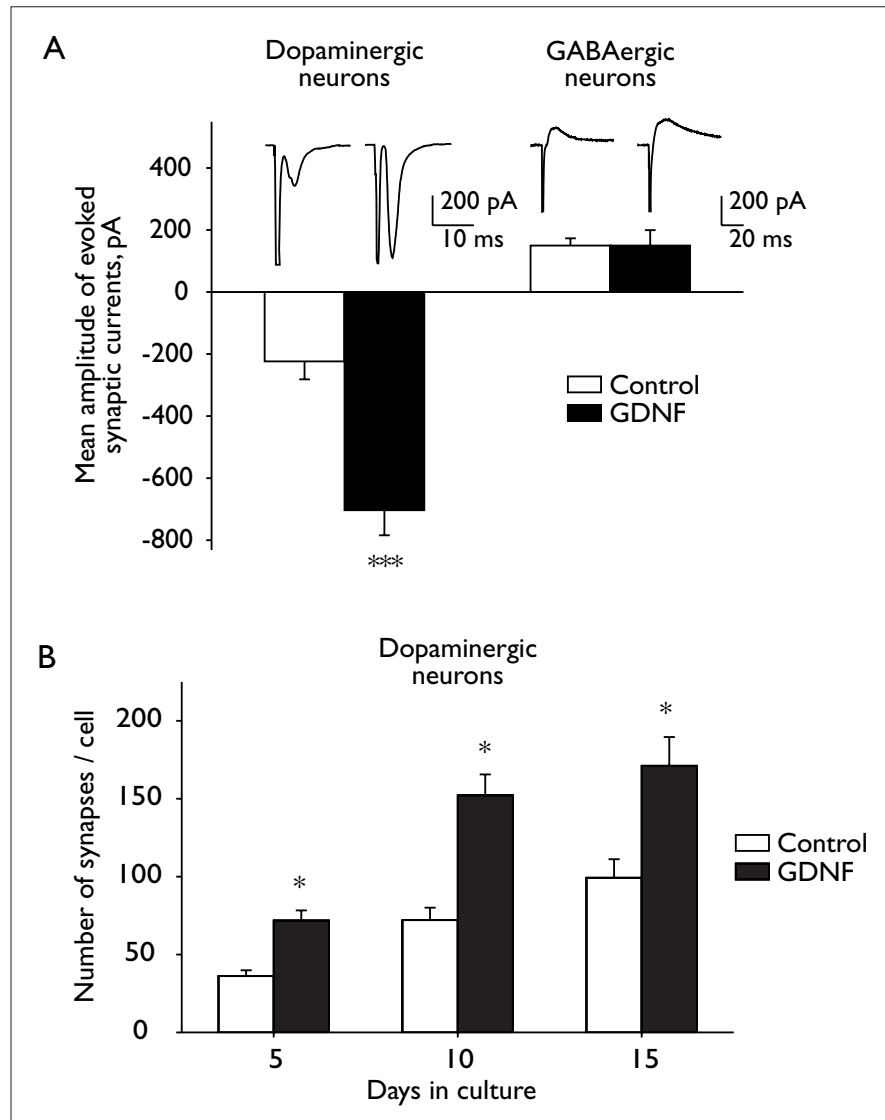 A
Dopaminergic
neurons
GABAergic
neurons
Mean amplitude of evoked
synaptic currents, pA
400
200
0
-200
-400
-600
-800
200 pA
10 ms
200 pA
20 ms
Control
GDNF
***
B
Dopaminergic
neurons
Number of synapses / cell
200
150
100
50
0
*
*
*
Control
GDNF
5
10
15
Days in culture